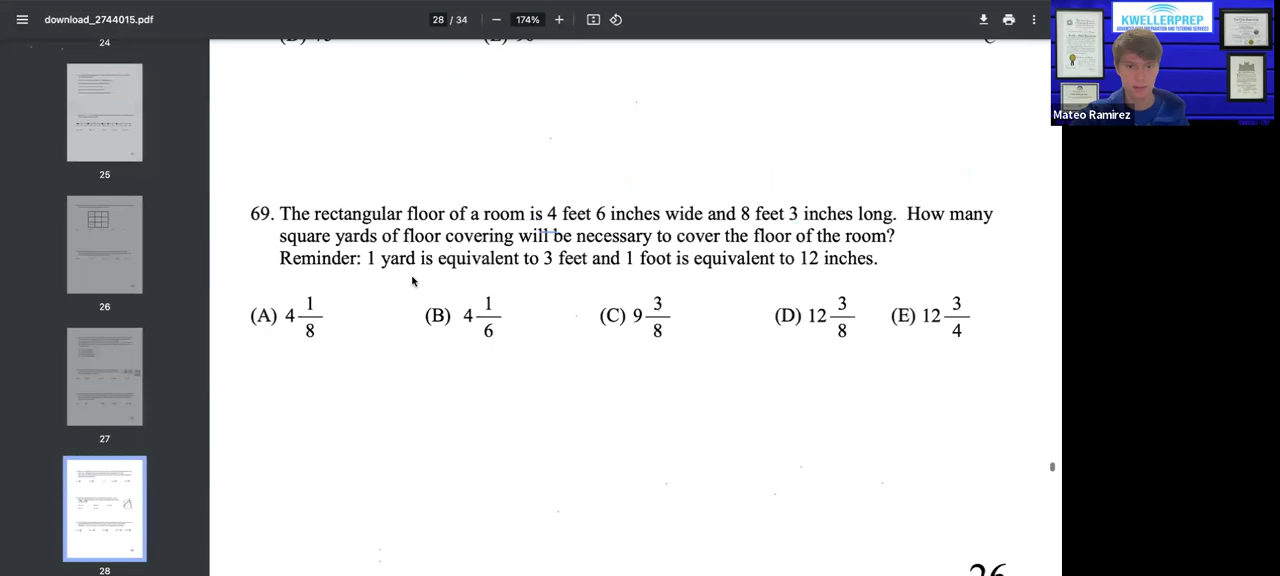 download_2744015.pdf
28 / 34
174%
KWELLERPREP
Mateo Ramirez
24
25
26
27
28
69. The rectangular floor of a room is 4 feet 6 inches wide and 8 feet 3 inches long. How many
square yards of floor covering will be necessary to cover the floor of the room?
Reminder: 1 yard is equivalent to 3 feet and 1 foot is equivalent to 12 inches.
(A) 4 1/8 (B) 4 1/6 (C) 9 3/8 (D) 12 3/8 (E) 12 3/4